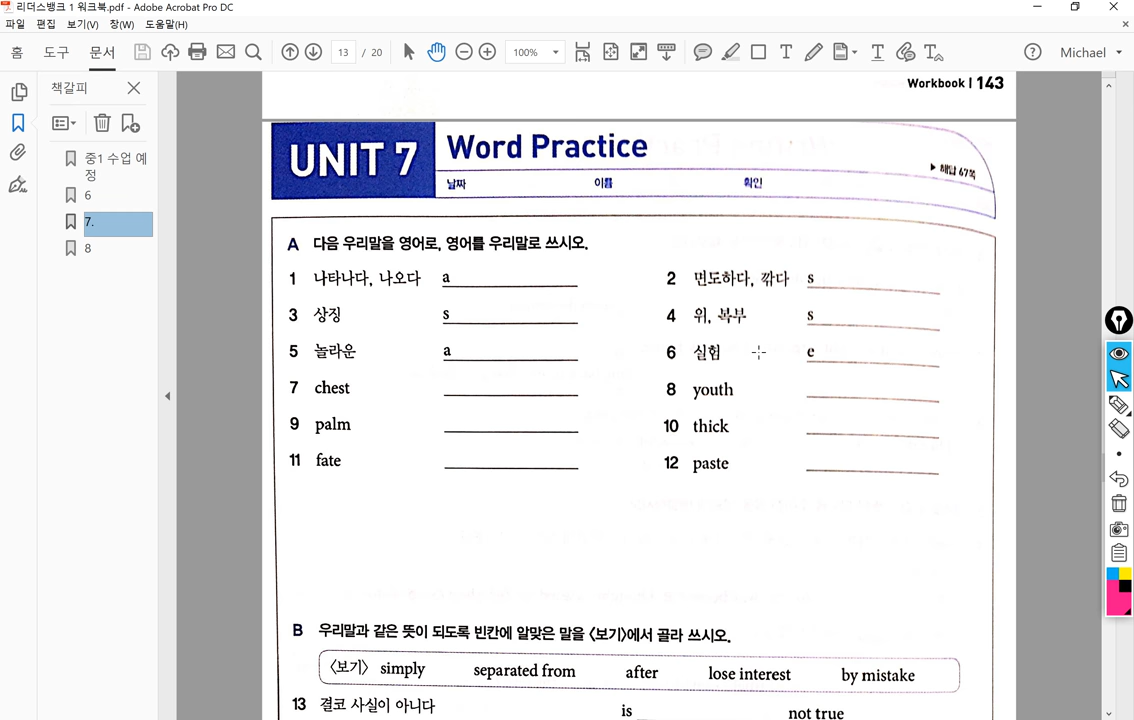 리더스뱅크 1 워크북.pdf - Adobe Acrobat Pro DC
파일 편집 보기(V) 창(W) 도움말(H)
홈 도구 문서 13 / 20 100% Michael
책갈피
중1 수업 예
정
6
7.
8
Workbook | 143
UNIT 7 Word Practice
▶ 해답 67쪽
날짜 이름 확인
A 다음 우리말을 영어로, 영어를 우리말로 쓰시오.
1 나타나다, 나오다 a 2 면도하다, 깎다 s
3 상징 s 4 위, 복부 s
5 놀라운 a 6 실험 e
7 chest 8 youth
9 palm 10 thick
11 fate 12 paste
B 우리말과 같은 뜻이 되도록 빈칸에 알맞은 말을 〈보기〉에서 골라 쓰시오.
〈보기〉 simply separated from after lose interest by mistake
13 결코 사실이 아니다 is not true